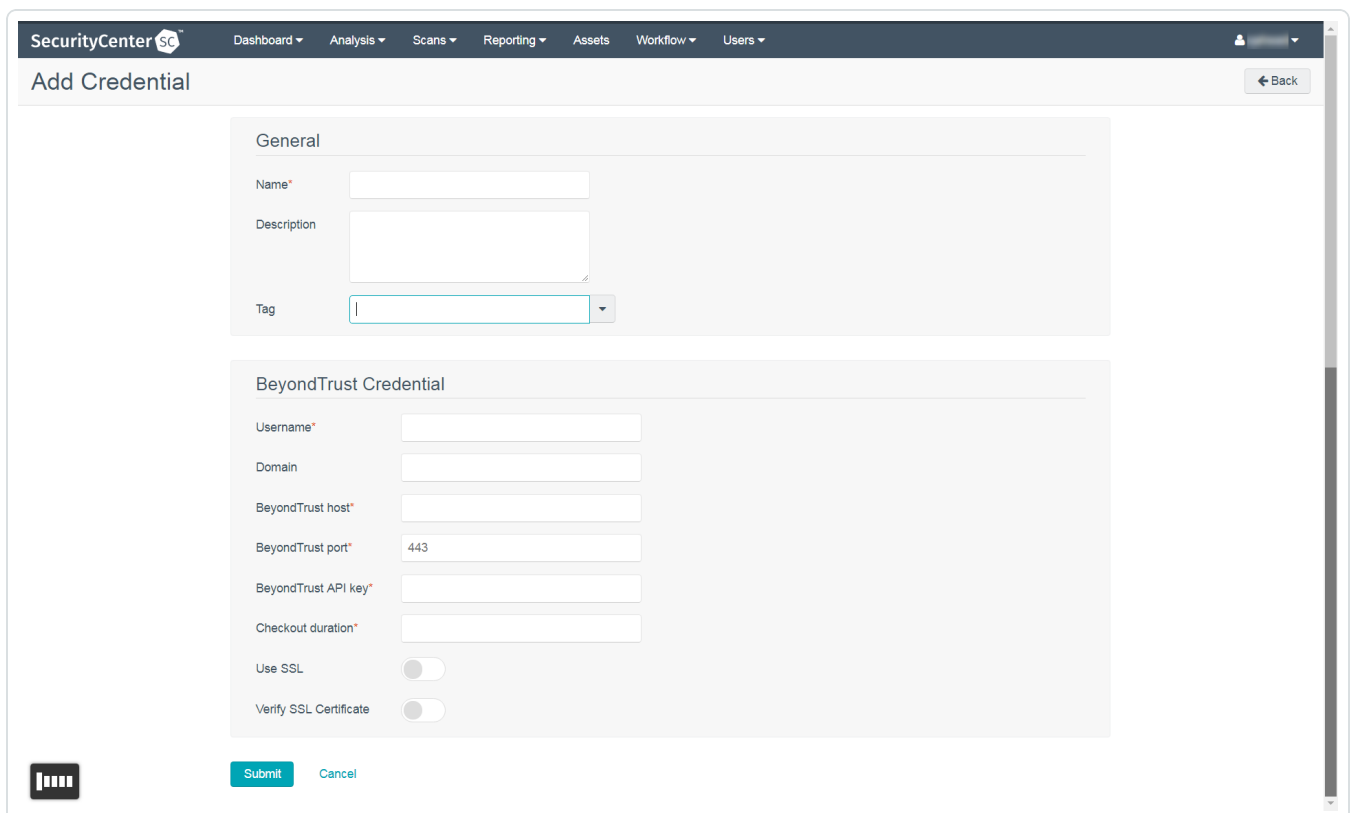 SecurityCenter SC™ Dashboard Analysis Scans Reporting Assets Workflow Users
Add Credential
Back
General
Name*
Description
Tag
BeyondTrust Credential
Username*
Domain
BeyondTrust host*
BeyondTrust port* 443
BeyondTrust API key*
Checkout duration*
Use SSL
Verify SSL Certificate
Submit Cancel